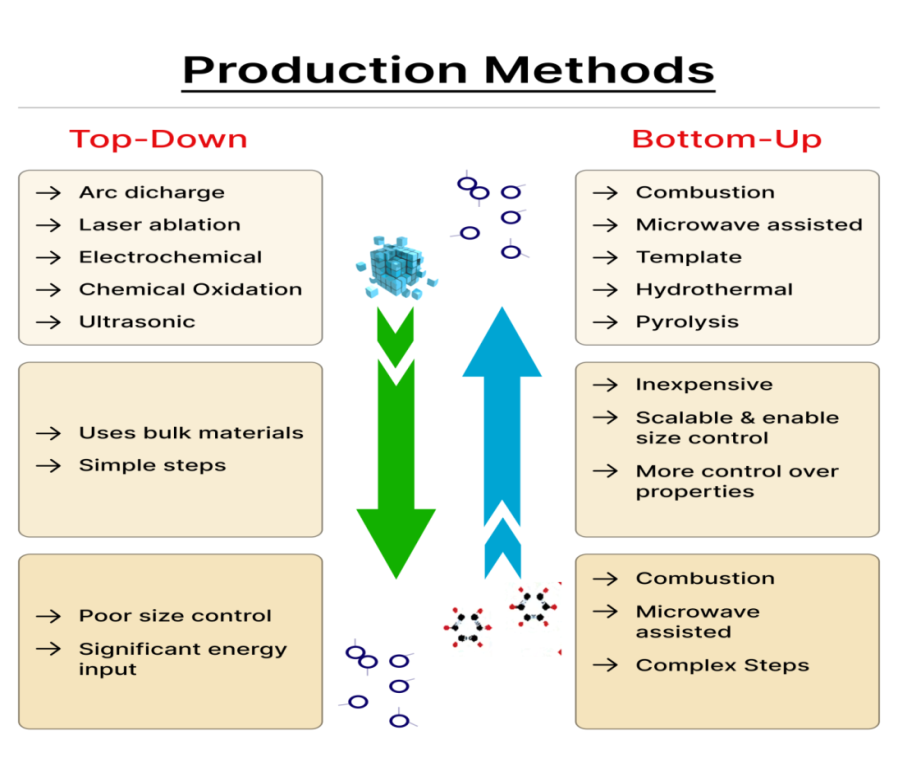 Production Methods
Top-Down
Arc dicharge
Laser ablation
Electrochemical
Chemical Oxidation
Ultrasonic
Uses bulk materials
Simple steps
Poor size control
Significant energy
input
Bottom-Up
Combustion
Microwave assisted
Template
Hydrothermal
Pyrolysis
Inexpensive
Scalable & enable
size control
More control over
properties
Combustion
Microwave
assisted
Complex Steps